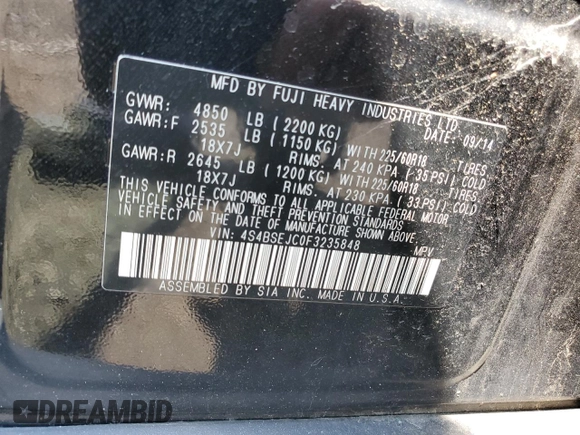 MFD BY FUJI HEAVY INDUSTRIES LTD.
GVWR: 4850 LB (2200 KG) DATE: 09/14
GAWR:F 2535 LB (1150 KG) WITH 225/60R18 TIRES
18X7J RIMS. AT 240 KPA. ( 35 PSI) COLD
GAWR:R 2645 LB (1200 KG) WITH 225/60R18 TIRES
18X7J RIMS. AT 230 KPA. ( 33 PSI) COLD
THIS VEHICLE CONFORMS TO ALL APPLICABLE FEDERAL MOTOR
VEHICLE SAFETY AND THEFT PREVENTION STANDARDS
IN EFFECT ON THE DATE OF MANUFACTURE SHOWN ABOVE.
VIN: 4S4BSEJC0F3235848 MPV
ASSEMBLED BY SIA INC. MADE IN U.S.A.
DREAMBID